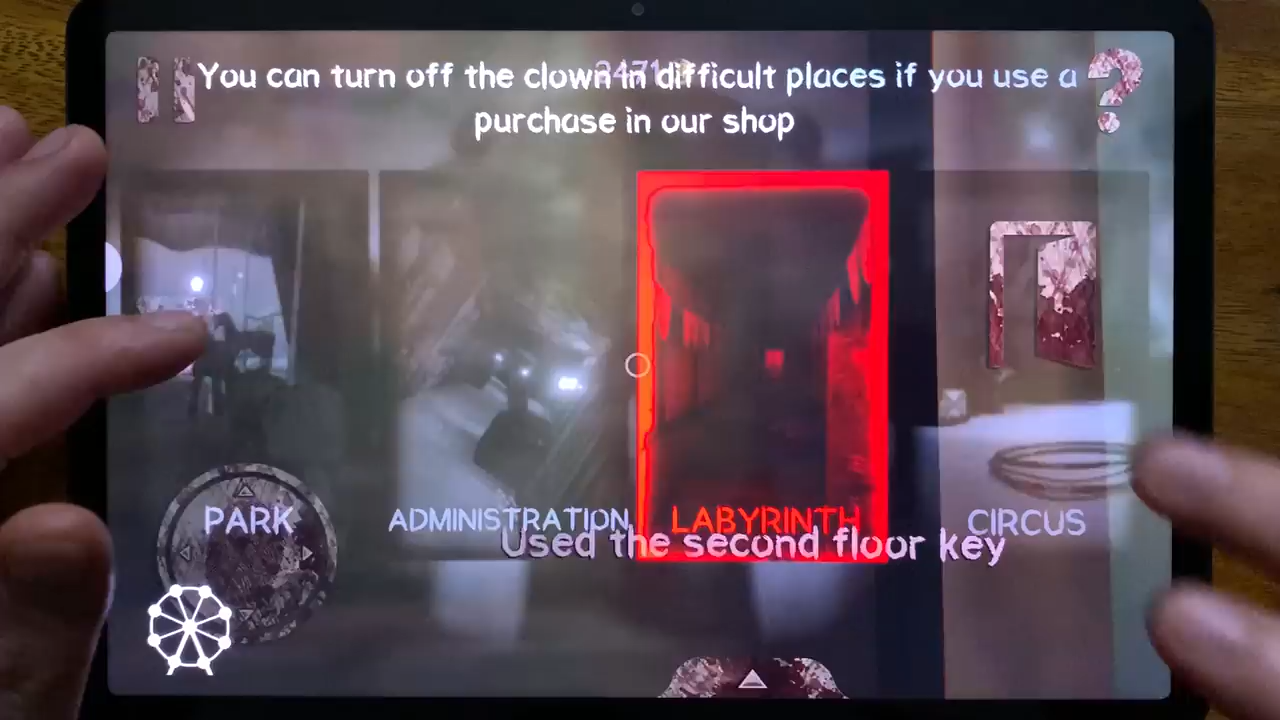 You can turn off the clown in difficult places if you use a
purchase in our shop
PARK
ADMINISTRATION
LABYRINTH
CIRCUS
Used the second floor key